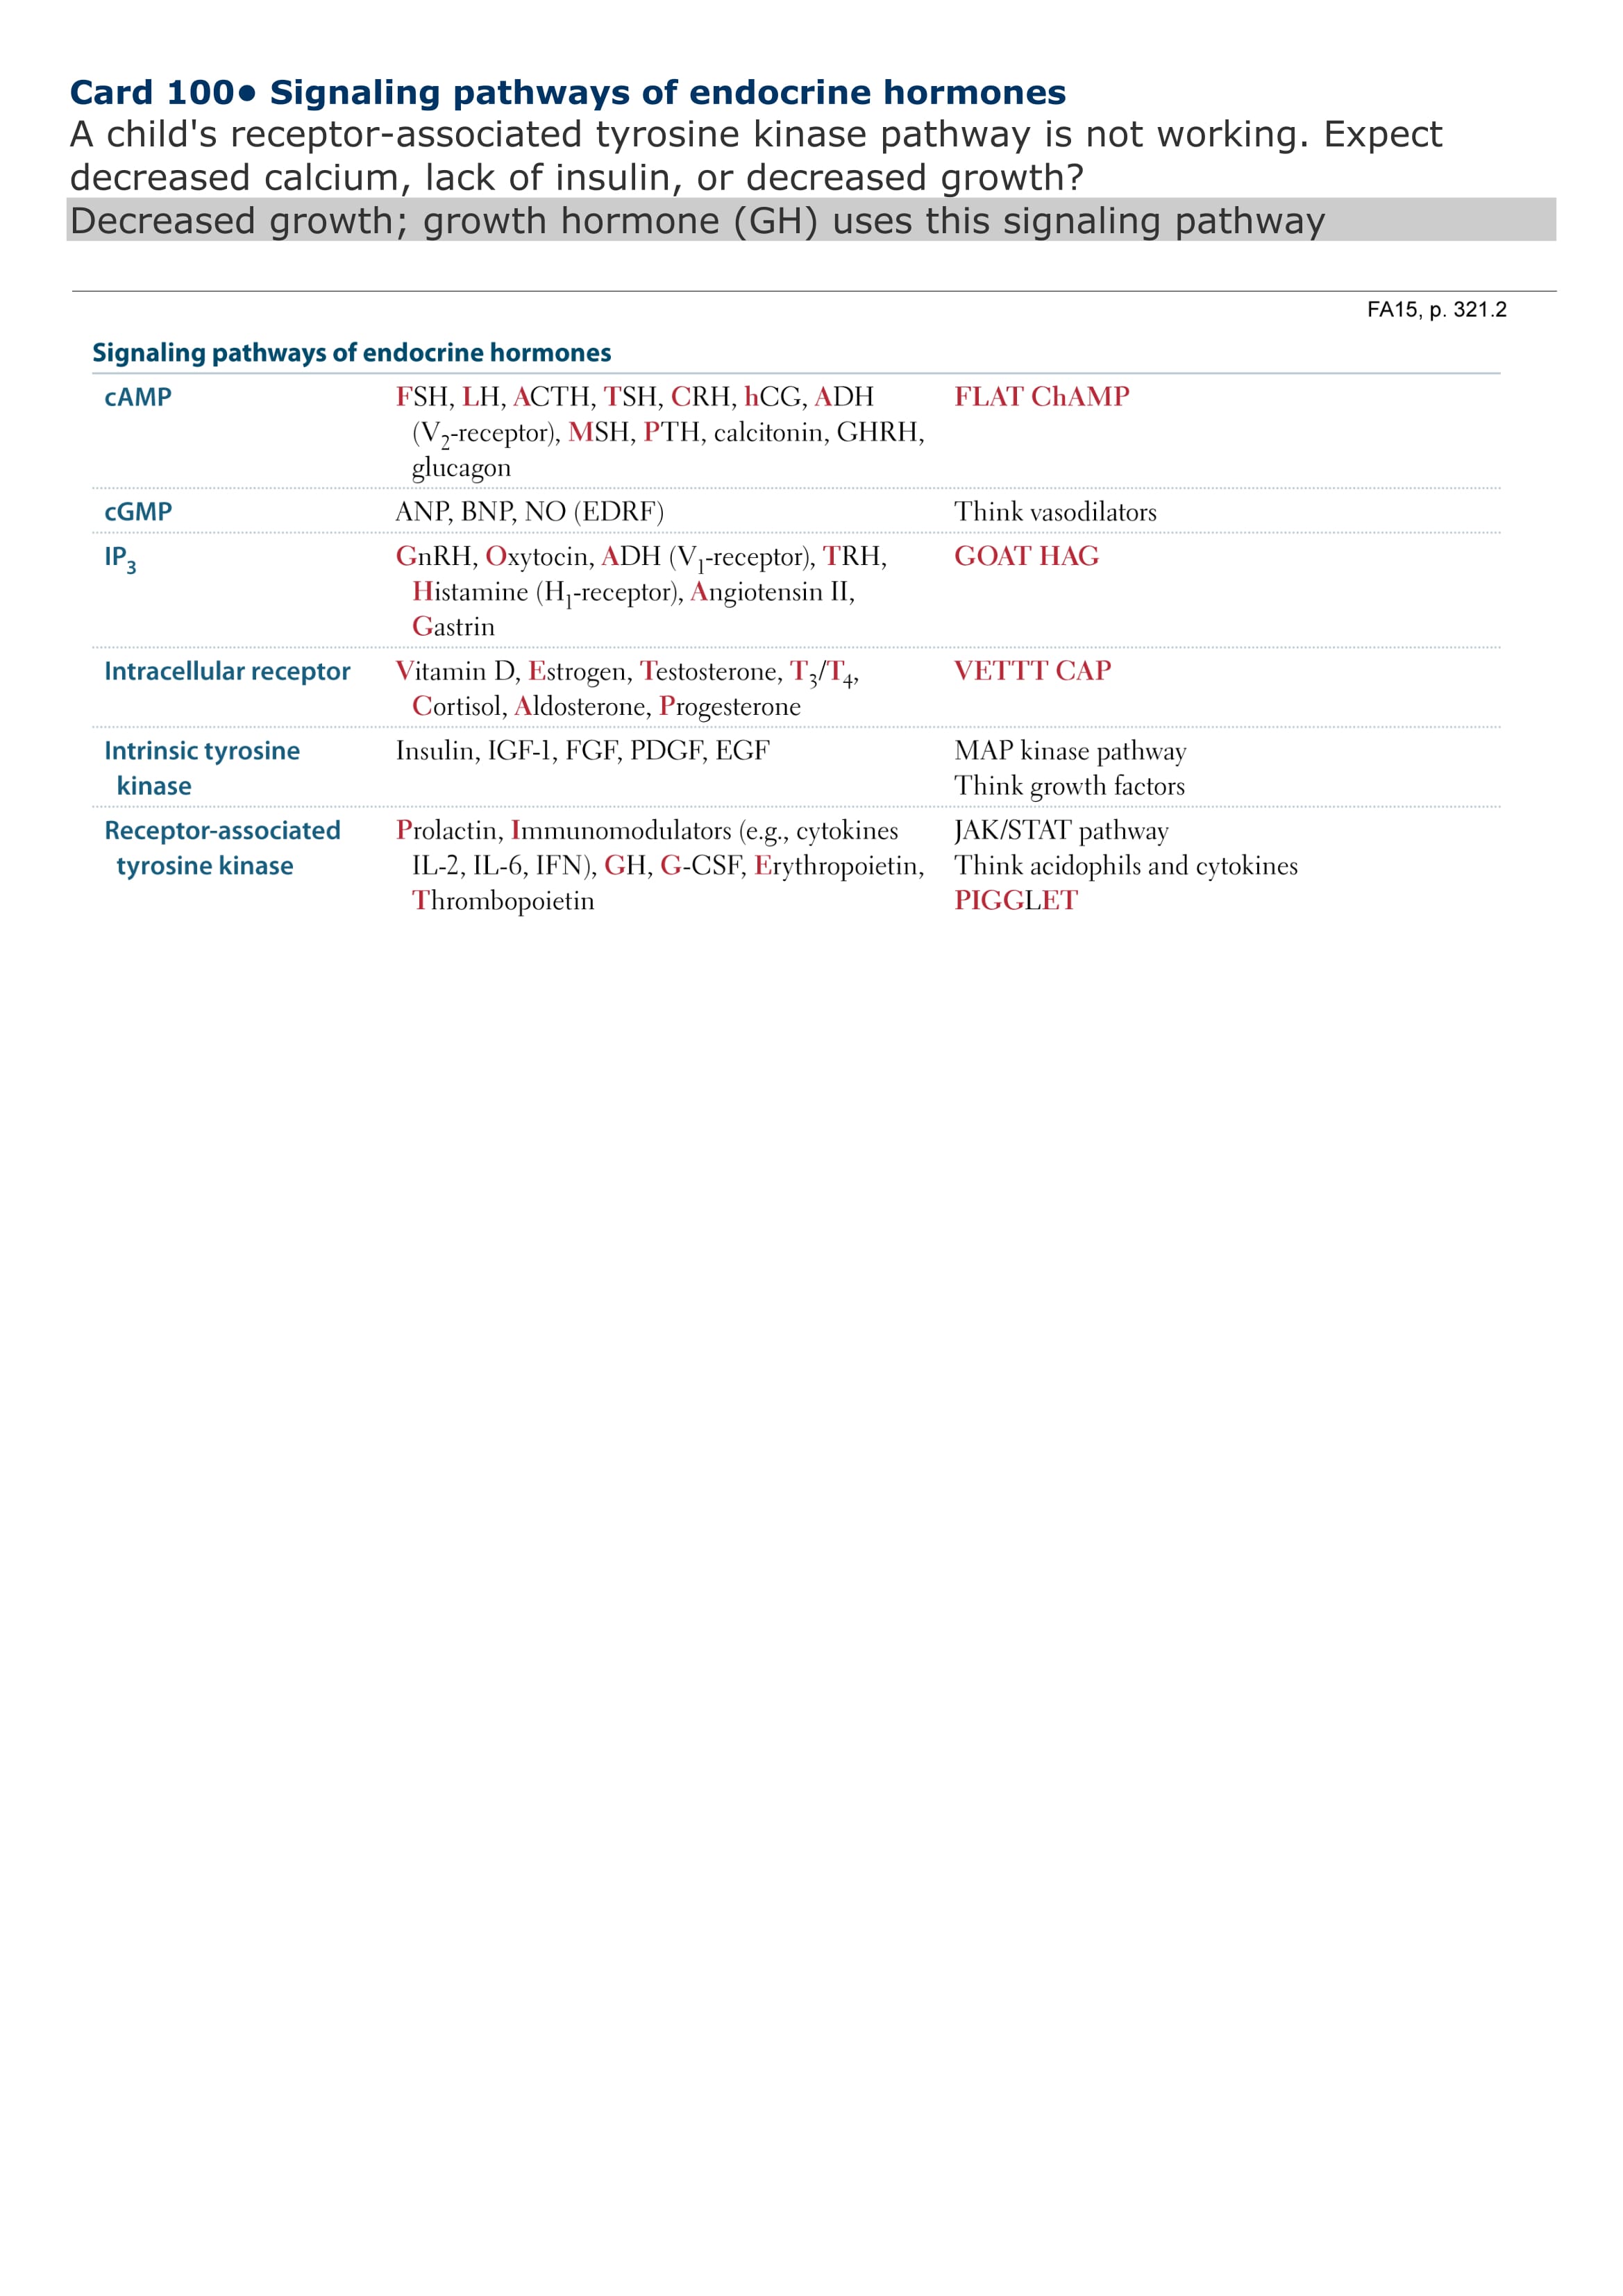 Card 100● Signaling pathways of endocrine hormones
A child's receptor-associated tyrosine kinase pathway is not working. Expect
decreased calcium, lack of insulin, or decreased growth?
Decreased growth; growth hormone (GH) uses this signaling pathway
FA15, p. 321.2
Signaling pathways of endocrine hormones
cAMP FSH, LH, ACTH, TSH, CRH, hCG, ADH FLAT ChAMP
(V2-receptor), MSH, PTH, calcitonin, GHRH,
glucagon
cGMP ANP, BNP, NO (EDRF) Think vasodilators
IP3 GnRH, Oxytocin, ADH (V1-receptor), TRH, GOAT HAG
Histamine (H1-receptor), Angiotensin II,
Gastrin
Intracellular receptor Vitamin D, Estrogen, Testosterone, T3/T4, VETTT CAP
Cortisol, Aldosterone, Progesterone
Intrinsic tyrosine Insulin, IGF-1, FGF, PDGF, EGF MAP kinase pathway
kinase Think growth factors
Receptor-associated Prolactin, Immunomodulators (e.g., cytokines JAK/STAT pathway
tyrosine kinase IL-2, IL-6, IFN), GH, G-CSF, Erythropoietin, Think acidophils and cytokines
Thrombopoietin PIGGLET